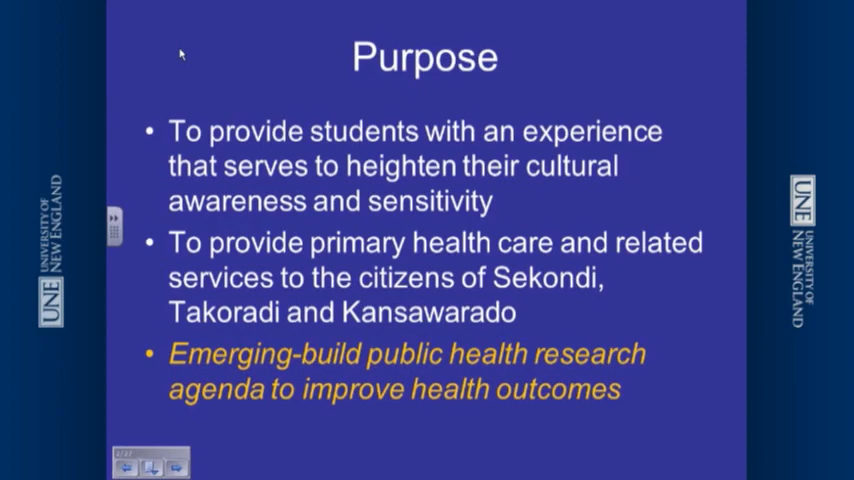 Purpose
• To provide students with an experience
that serves to heighten their cultural
awareness and sensitivity
• To provide primary health care and related
services to the citizens of Sekondi,
Takoradi and Kansawarado
• Emerging-build public health research
agenda to improve health outcomes
UNE
UNIVERSITY OF
NEW ENGLAND
UNE
UNIVERSITY OF
NEW ENGLAND